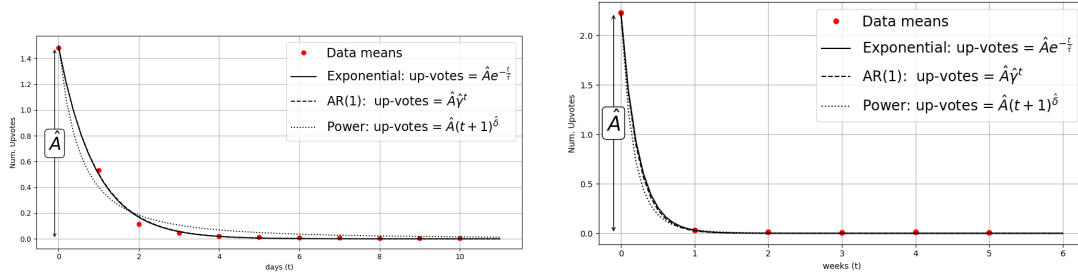 Data means
Exponential: up-votes = Âe^{-t/τ}
AR(1): up-votes = Âγ̂^t
Power: up-votes = Â(t+1)^δ̂
Â
Num. Upvotes
1.4
1.2
1.0
0.8
0.6
0.4
0.2
0.0
0 2 4 6 8 10
days (t)
Data means
Exponential: up-votes = Âe^{-t/τ}
AR(1): up-votes = Âγ̂^t
Power: up-votes = Â(t+1)^δ̂
Â
Num. Upvotes
2.0
1.5
1.0
0.5
0.0
0 1 2 3 4 5 6
weeks (t)